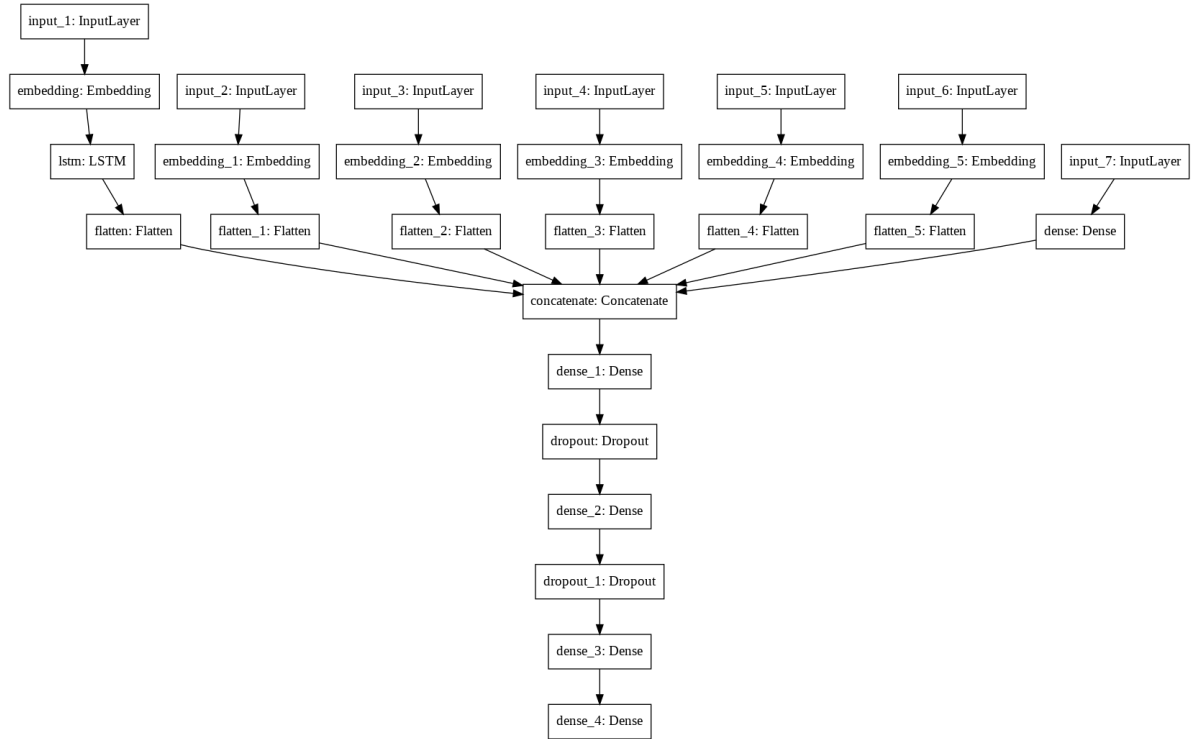 input_1: InputLayer
embedding: Embedding
input_2: InputLayer
input_3: InputLayer
input_4: InputLayer
input_5: InputLayer
input_6: InputLayer
lstm: LSTM
embedding_1: Embedding
embedding_2: Embedding
embedding_3: Embedding
embedding_4: Embedding
embedding_5: Embedding
input_7: InputLayer
flatten: Flatten
flatten_1: Flatten
flatten_2: Flatten
flatten_3: Flatten
flatten_4: Flatten
flatten_5: Flatten
dense: Dense
concatenate: Concatenate
dense_1: Dense
dropout: Dropout
dense_2: Dense
dropout_1: Dropout
dense_3: Dense
dense_4: Dense